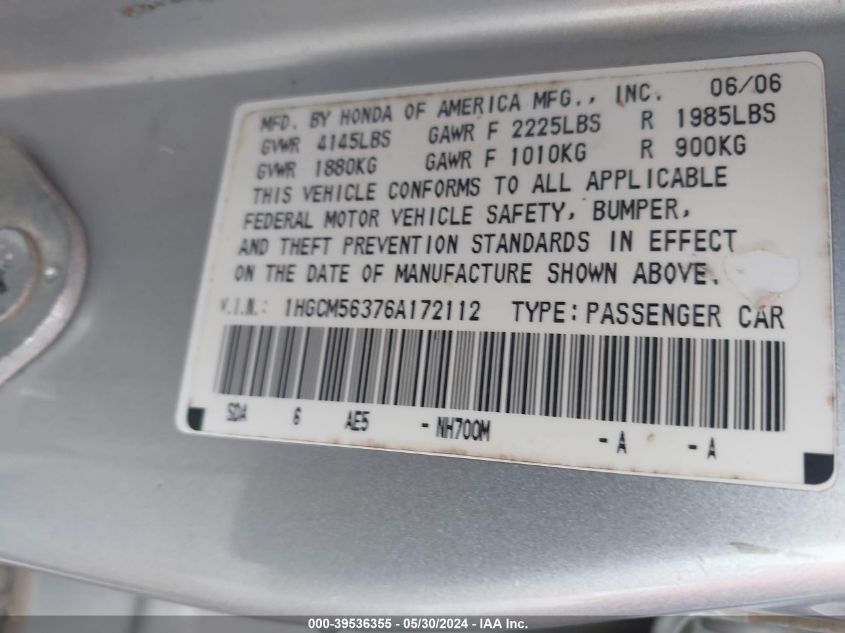 MFD. BY HONDA OF AMERICA MFG., INC. 06/06
GVWR 4145LBS GAWR F 2225LBS R 1985LBS
GVWR 1880KG GAWR F 1010KG R 900KG
THIS VEHICLE CONFORMS TO ALL APPLICABLE
FEDERAL MOTOR VEHICLE SAFETY, BUMPER,
AND THEFT PREVENTION STANDARDS IN EFFECT
ON THE DATE OF MANUFACTURE SHOWN ABOVE.
V.I.N.: 1HGCM56376A172112 TYPE: PASSENGER CAR
SDA 6 AE5 - NH700M - A - A
000-39536355 / 05/30/2024 - IAA Inc.